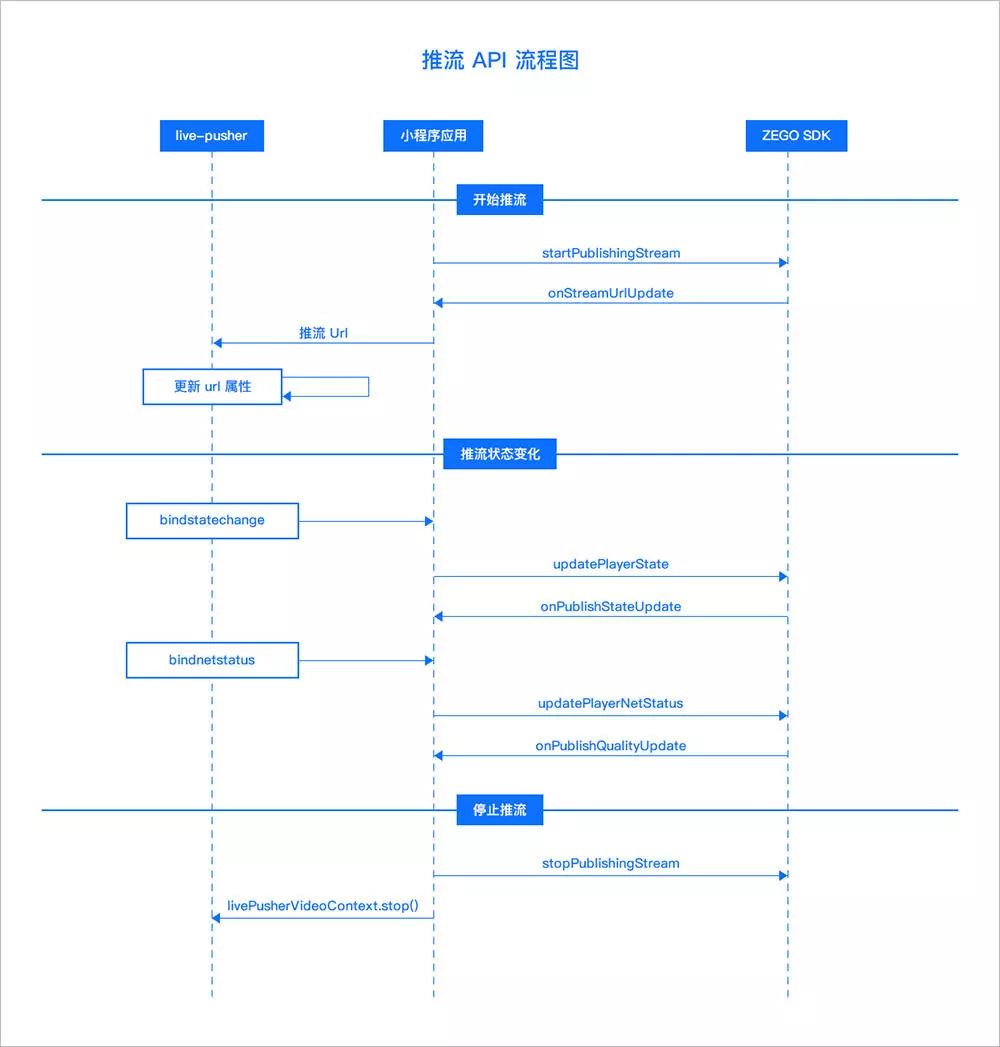 推流 API 流程图
live-pusher
小程序应用
ZEGO SDK
开始推流
startPublishingStream
onStreamUrlUpdate
推流 Url
更新 url 属性
推流状态变化
bindstatechange
updatePlayerState
onPublishStateUpdate
bindnetstatus
updatePlayerNetStatus
onPublishQualityUpdate
停止推流
stopPublishingStream
livePusherVideoContext.stop()